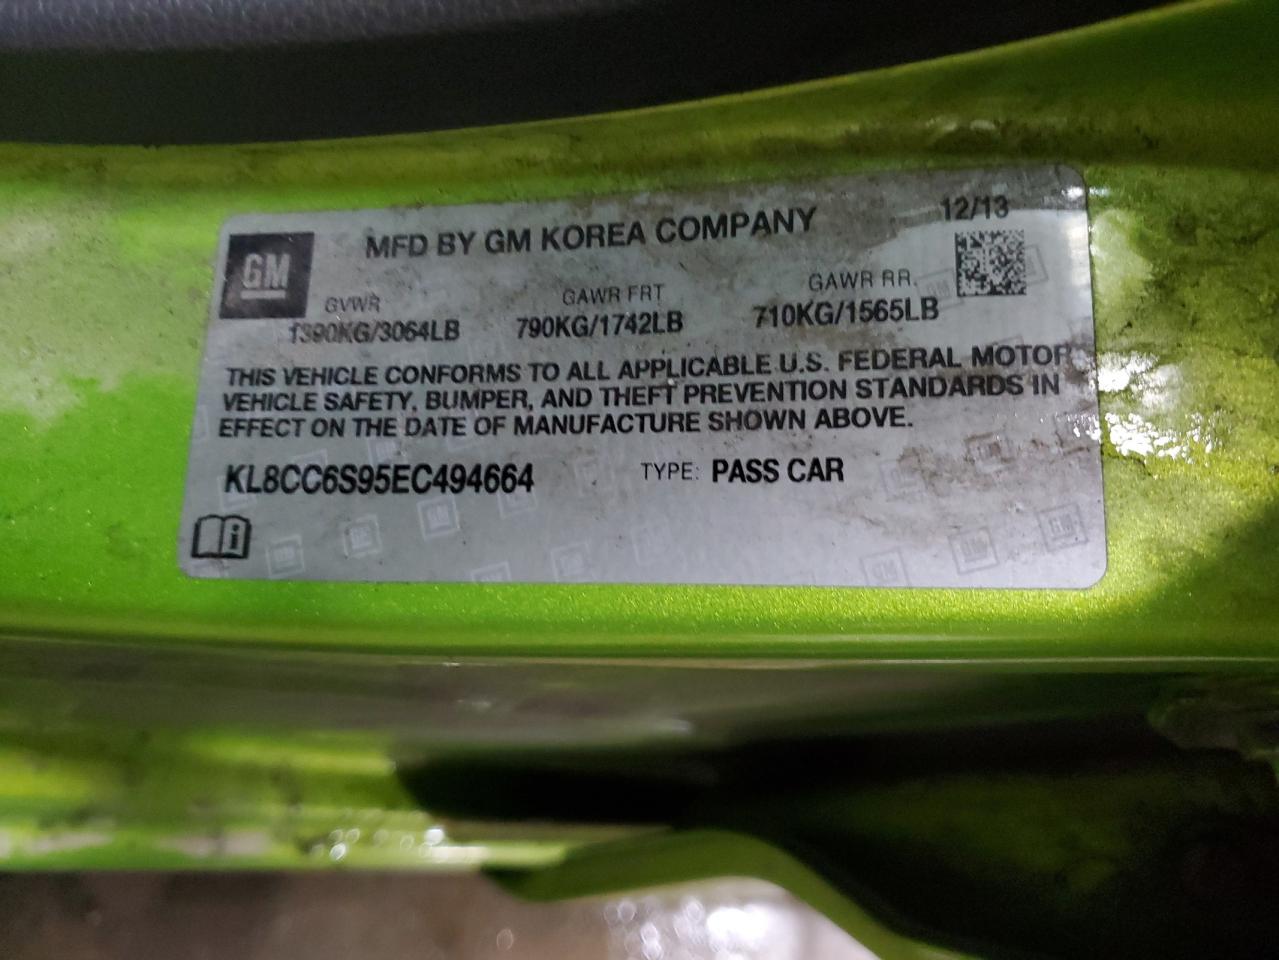 MFD BY GM KOREA COMPANY 12/13
GM
GVWR GAWR FRT GAWR RR.
1390KG/3064LB 790KG/1742LB 710KG/1565LB
THIS VEHICLE CONFORMS TO ALL APPLICABLE U.S. FEDERAL MOTOR
VEHICLE SAFETY, BUMPER, AND THEFT PREVENTION STANDARDS IN
EFFECT ON THE DATE OF MANUFACTURE SHOWN ABOVE.
KL8CC6S95EC494664 TYPE: PASS CAR